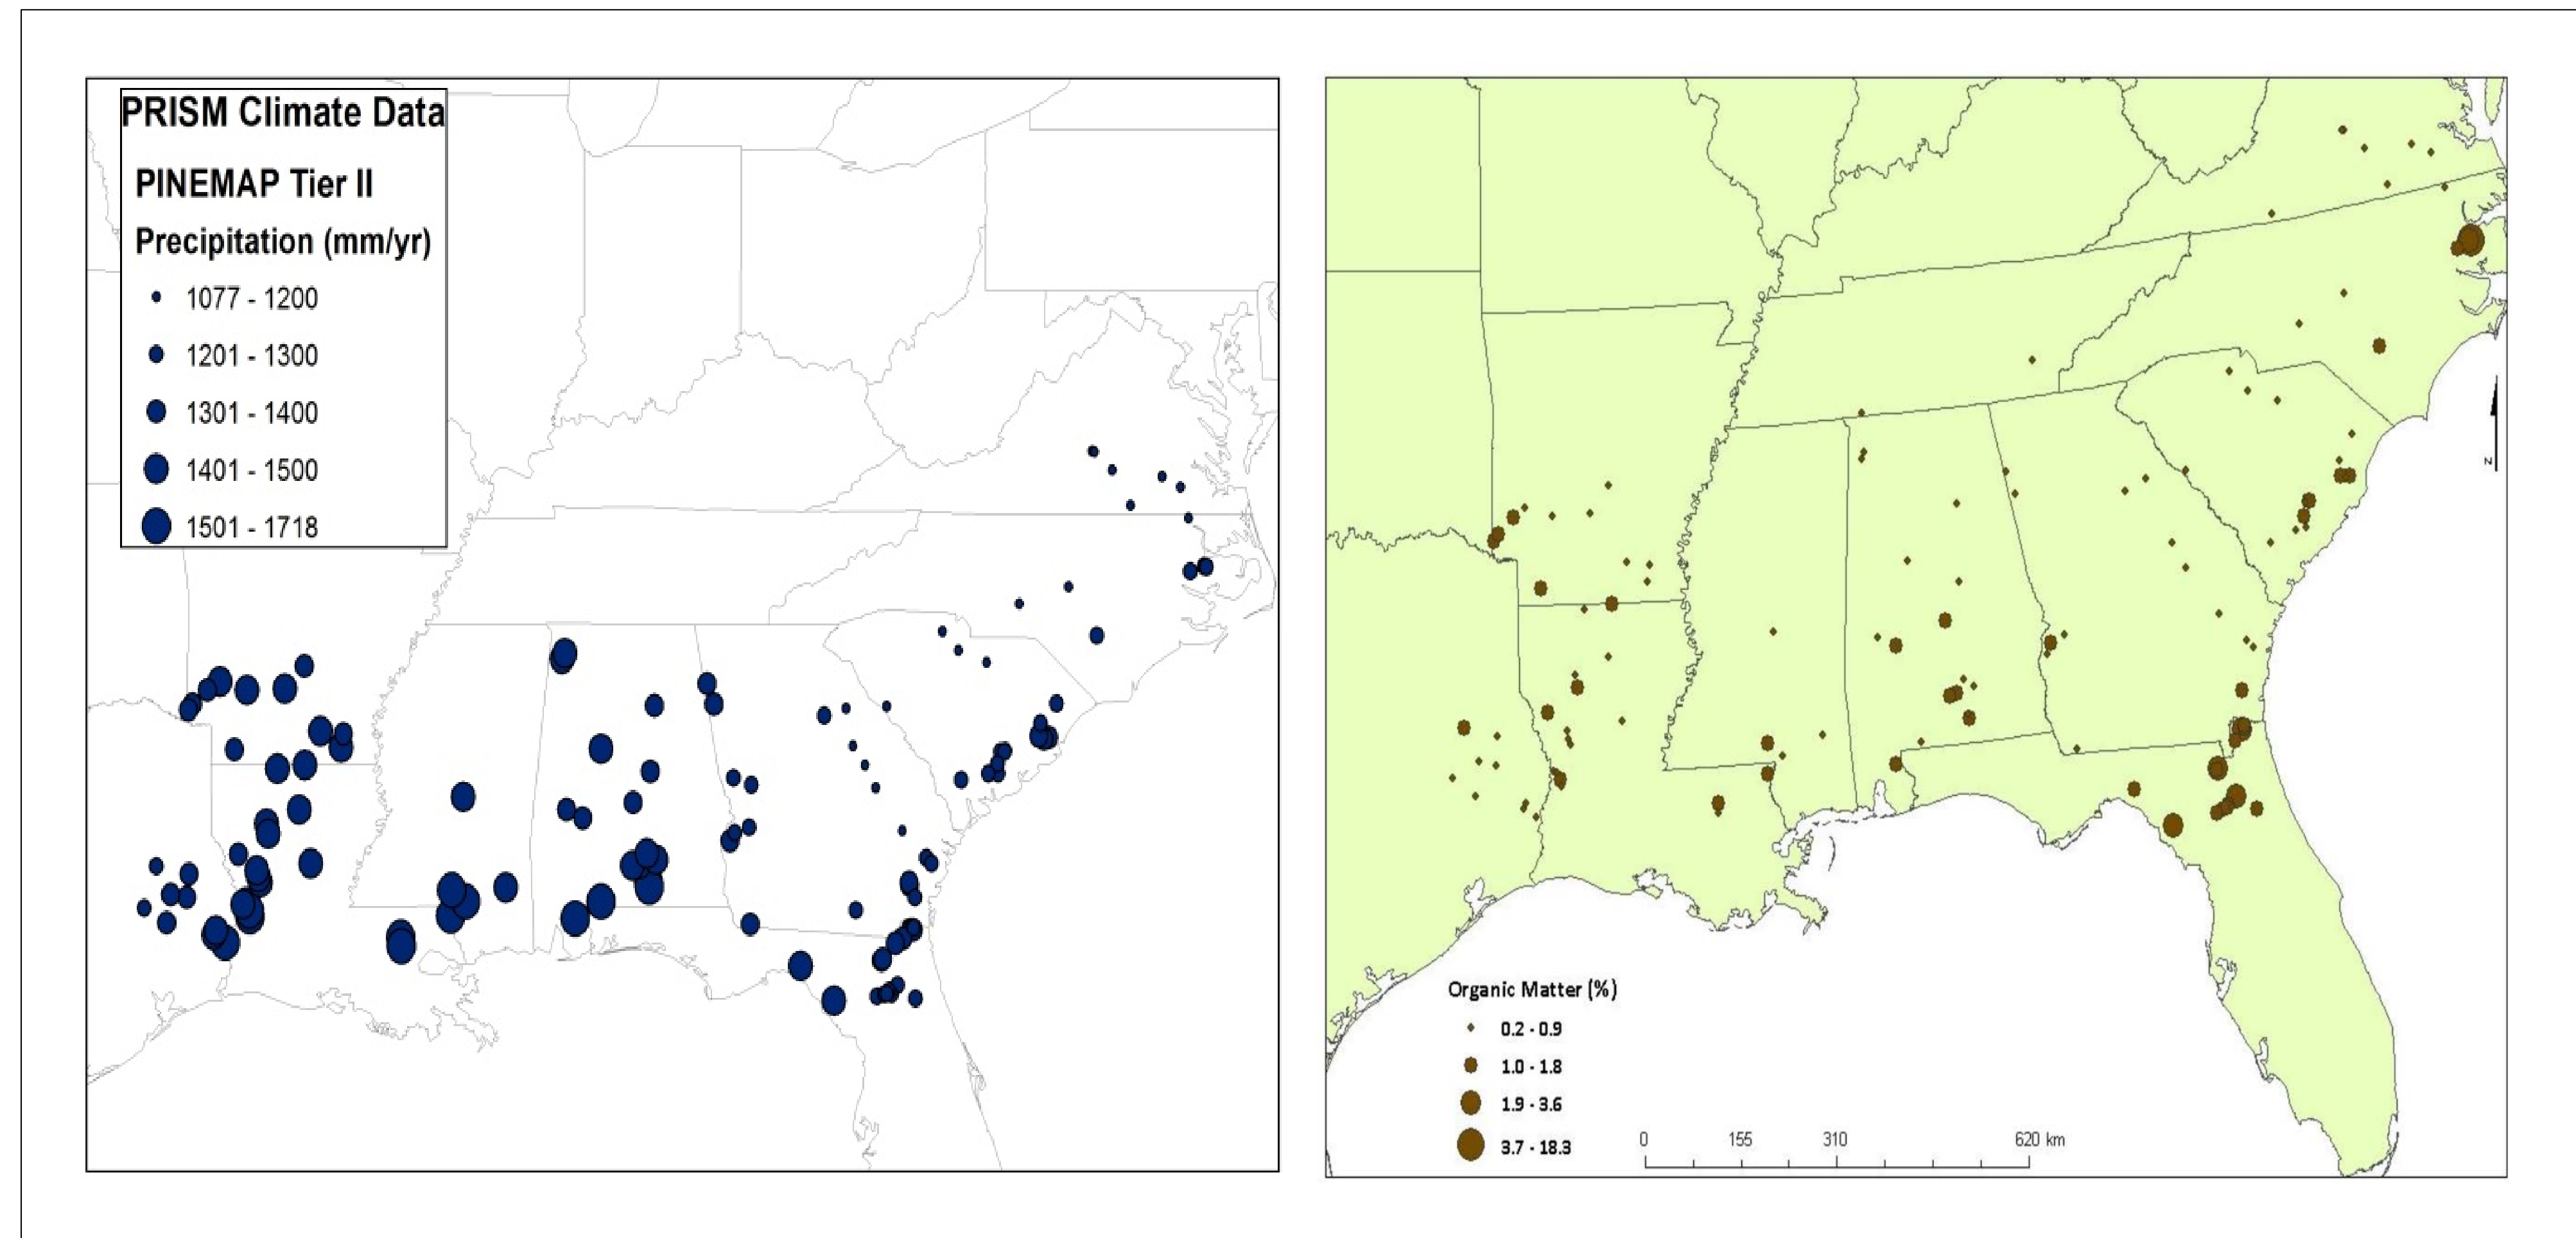 PRISM Climate Data
PINEMAP Tier II
Precipitation (mm/yr)
1077 - 1200
1201 - 1300
1301 - 1400
1401 - 1500
1501 - 1718
N
Organic Matter (%)
0.2 - 0.9
1.0 - 1.8
1.9 - 3.6
3.7 - 18.3
0 155 310 620 km